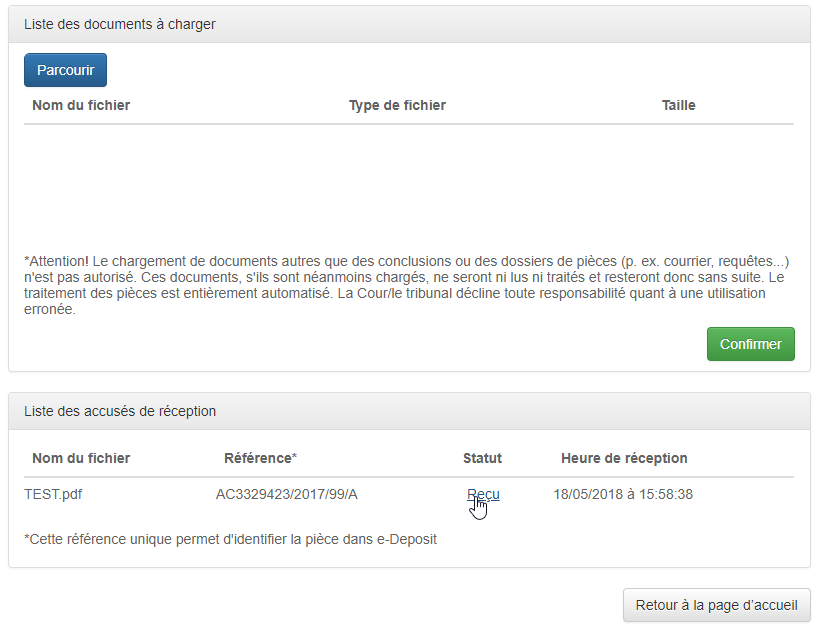 Liste des documents à charger
Parcourir
Nom du fichier Type de fichier Taille
*Attention! Le chargement de documents autres que des conclusions ou des dossiers de pièces (p. ex. courrier, requêtes...)
n'est pas autorisé. Ces documents, s'ils sont néanmoins chargés, ne seront ni lus ni traités et resteront donc sans suite. Le
traitement des pièces est entièrement automatisé. La Cour/le tribunal décline toute responsabilité quant à une utilisation
erronée.
Confirmer
Liste des accusés de réception
Nom du fichier Référence* Statut Heure de réception
TEST.pdf AC3329423/2017/99/A Reçu 18/05/2018 à 15:58:38
*Cette référence unique permet d'identifier la pièce dans e-Deposit
Retour à la page d'accueil